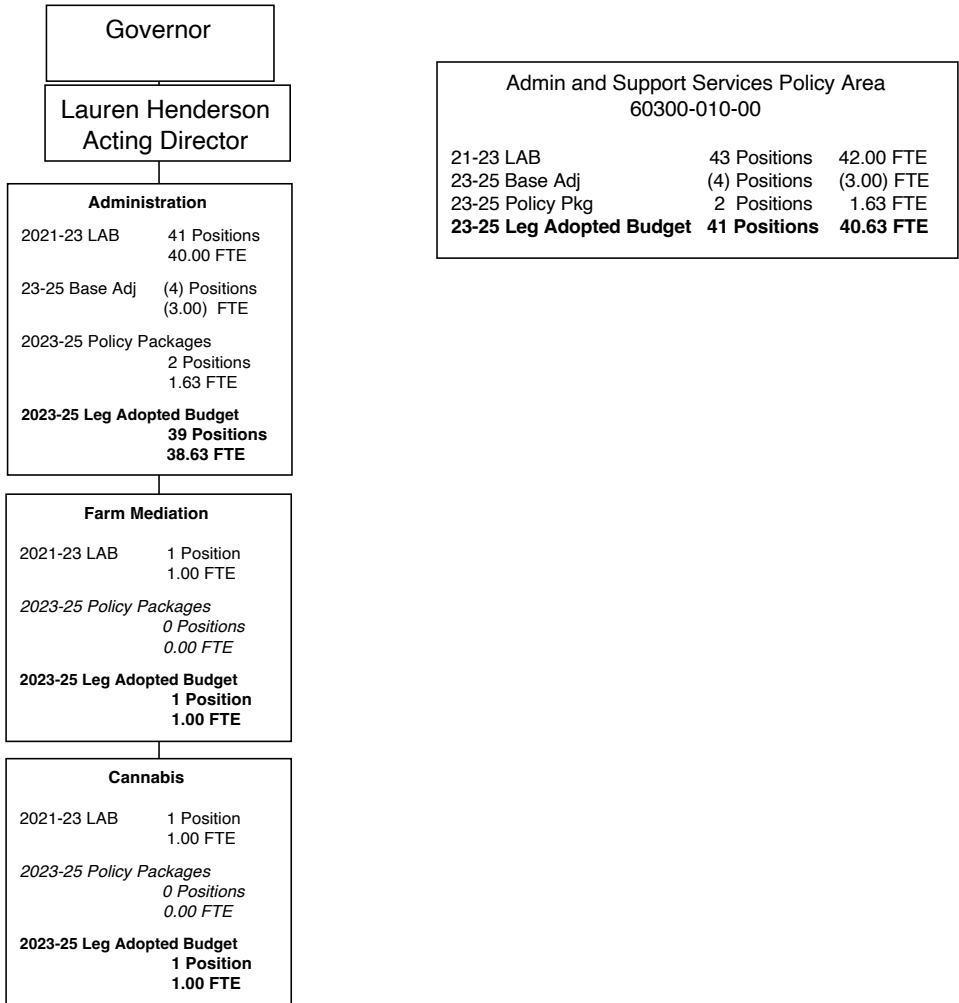 Governor
Lauren Henderson
Acting Director
Administration
2021-23 LAB 41 Positions
40.00 FTE
23-25 Base Adj (4) Positions
(3.00) FTE
2023-25 Policy Packages
2 Positions
1.63 FTE
2023-25 Leg Adopted Budget
39 Positions
38.63 FTE
Farm Mediation
2021-23 LAB 1 Position
1.00 FTE
2023-25 Policy Packages
0 Positions
0.00 FTE
2023-25 Leg Adopted Budget
1 Position
1.00 FTE
Cannabis
2021-23 LAB 1 Position
1.00 FTE
2023-25 Policy Packages
0 Positions
0.00 FTE
2023-25 Leg Adopted Budget
1 Position
1.00 FTE
Admin and Support Services Policy Area
60300-010-00
21-23 LAB 43 Positions 42.00 FTE
23-25 Base Adj (4) Positions (3.00) FTE
23-25 Policy Pkg 2 Positions 1.63 FTE
23-25 Leg Adopted Budget 41 Positions 40.63 FTE